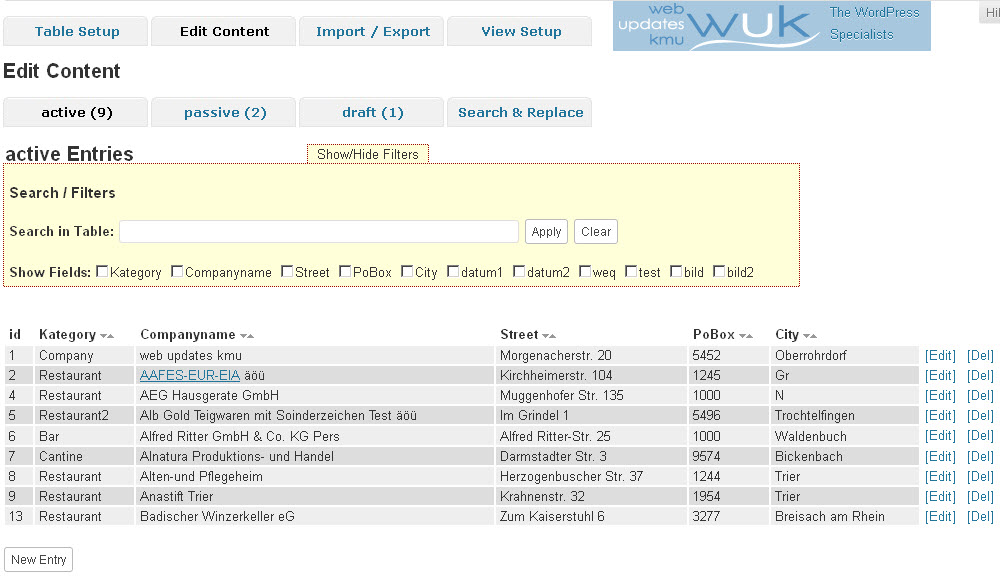 Table Setup Edit Content Import / Export View Setup
web updates kmu WUK The WordPress Specialists
Hil
Edit Content
active (9) passive (2) draft (1) Search & Replace
active Entries Show/Hide Filters
Search / Filters
Search in Table: Apply Clear
Show Fields: Kategory Companyname Street PoBox City datum1 datum2 weq test bild bild2
id Kategory Companyname Street PoBox City
1 Company web updates kmu Morgenacherstr. 20 5452 Oberrohrdorf [Edit] [Del]
2 Restaurant AAFES-EUR-EIA äöü Kirchheimerstr. 104 1245 Gr [Edit] [Del]
4 Restaurant AEG Hausgerate GmbH Muggenhofer Str. 135 1000 N [Edit] [Del]
5 Restaurant2 Alb Gold Teigwaren mit Soinderzeichen Test äöü Im Grindel 1 5496 Trochtelfingen [Edit] [Del]
6 Bar Alfred Ritter GmbH & Co. KG Pers Alfred Ritter-Str. 25 1000 Waldenbuch [Edit] [Del]
7 Cantine Alnatura Produktions- und Handel Darmstadter Str. 3 9574 Bickenbach [Edit] [Del]
8 Restaurant Alten-und Pflegeheim Herzogenbuscher Str. 37 1244 Trier [Edit] [Del]
9 Restaurant Anastift Trier Krahnenstr. 32 1954 Trier [Edit] [Del]
13 Restaurant Badischer Winzerkeller eG Zum Kaiserstuhl 6 3277 Breisach am Rhein [Edit] [Del]
New Entry